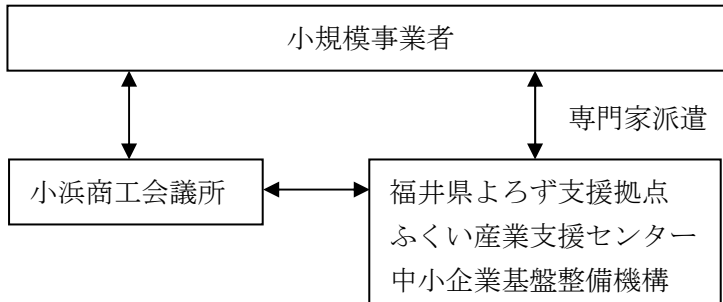 小規模事業者
専門家派遣
小浜商工会議所
福井県よろず支援拠点
ふくい産業支援センター
中小企業基盤整備機構